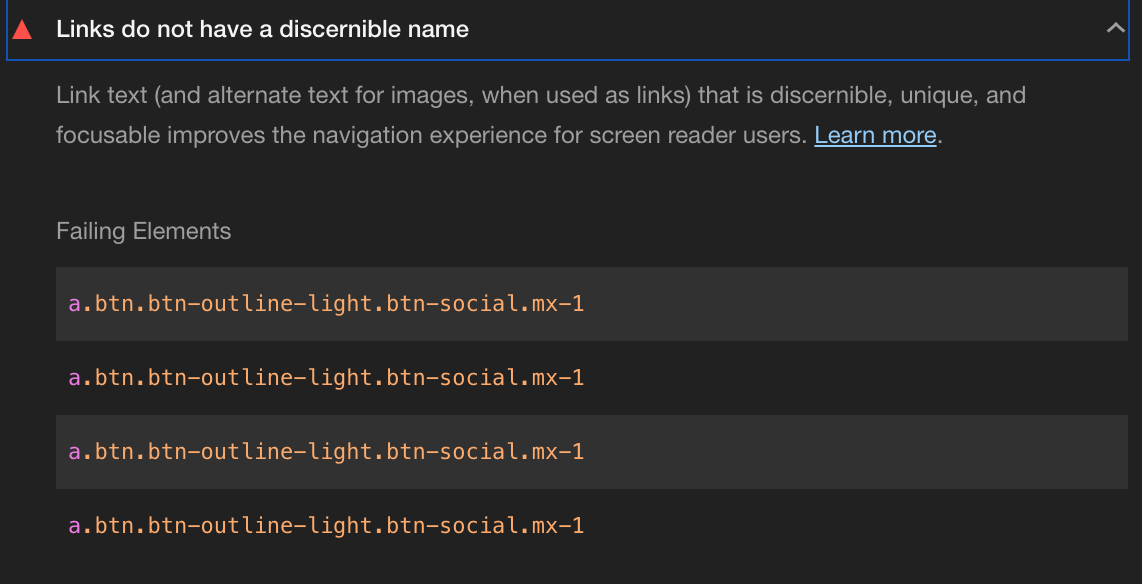 Links do not have a discernible name
Link text (and alternate text for images, when used as links) that is discernible, unique, and
focusable improves the navigation experience for screen reader users. Learn more.
Failing Elements
a.btn.btn-outline-light.btn-social.mx-1
a.btn.btn-outline-light.btn-social.mx-1
a.btn.btn-outline-light.btn-social.mx-1
a.btn.btn-outline-light.btn-social.mx-1